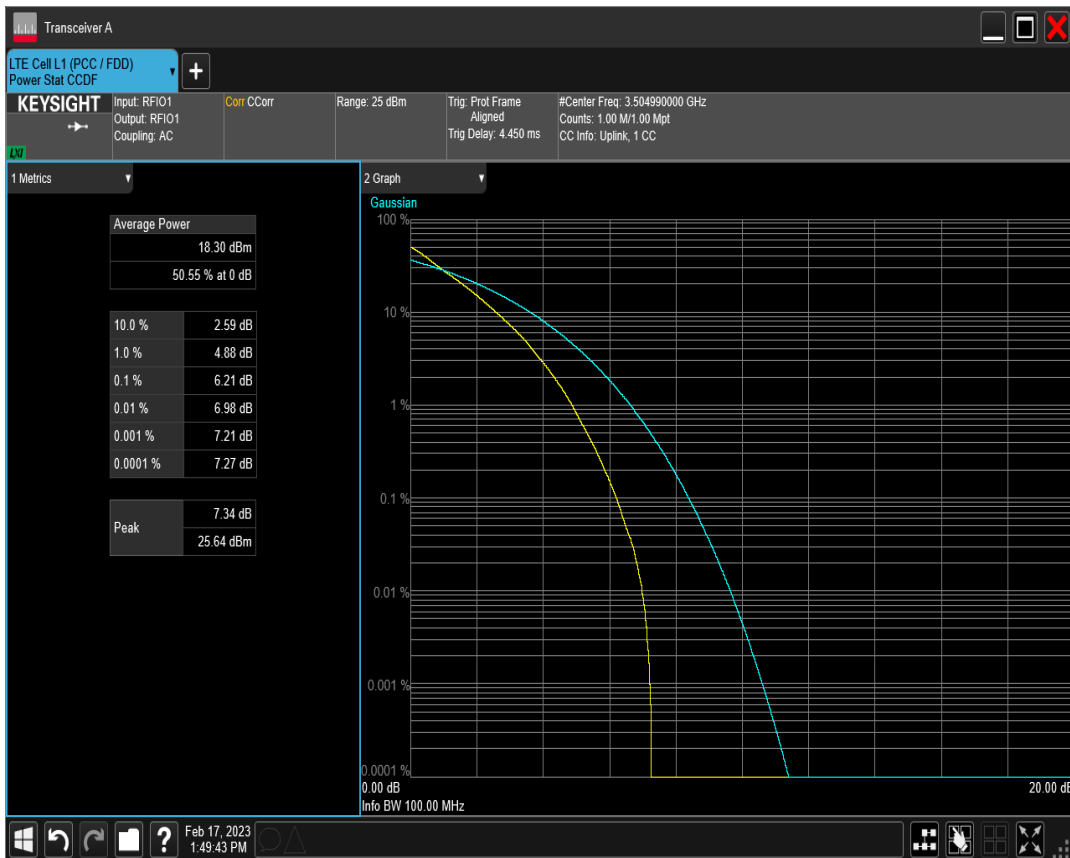 Transceiver A
LTE Cell L1 (PCC / FDD)
Power Stat CCDF
+
KEYSIGHT
LXI
Input: RFIO1
Output: RFIO1
Coupling: AC
Corr CCorr
Range: 25 dBm
Trig: Prot Frame
Aligned
Trig Delay: 4.450 ms
#Center Freq: 3.504990000 GHz
Counts: 1.00 M/1.00 Mpt
CC Info: Uplink, 1 CC
1 Metrics
Average Power
18.30 dBm
50.55 % at 0 dB
10.0 % 2.59 dB
1.0 % 4.88 dB
0.1 % 6.21 dB
0.01 % 6.98 dB
0.001 % 7.21 dB
0.0001 % 7.27 dB
Peak
7.34 dB
25.64 dBm
2 Graph
Gaussian
100 %
10 %
1 %
0.1 %
0.01 %
0.001 %
0.0001 %
0.00 dB 20.00 dB
Info BW 100.00 MHz
?
Feb 17, 2023
1:49:43 PM